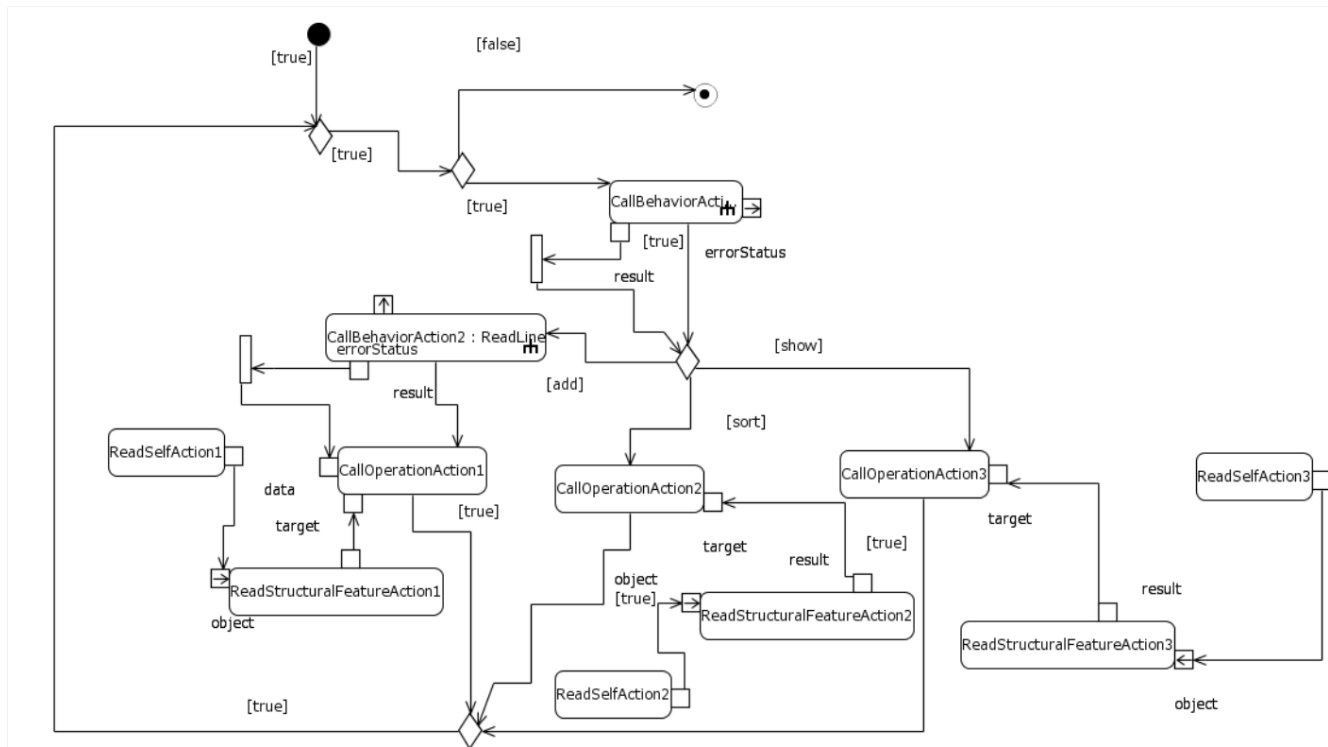 [false]
[true]
[true]
[true]
CallBehaviorActi...
[true]
errorStatus
result
CallBehaviorAction2 : ReadLine
errorStatus
[show]
[add]
result
[sort]
ReadSelfAction1
CallOperationAction1
CallOperationAction2
CallOperationAction3
ReadSelfAction3
data
target
[true]
target
[true]
target
result
object
[true]
ReadStructuralFeatureAction1
object
ReadStructuralFeatureAction2
result
ReadStructuralFeatureAction3
ReadSelfAction2
object
[true]